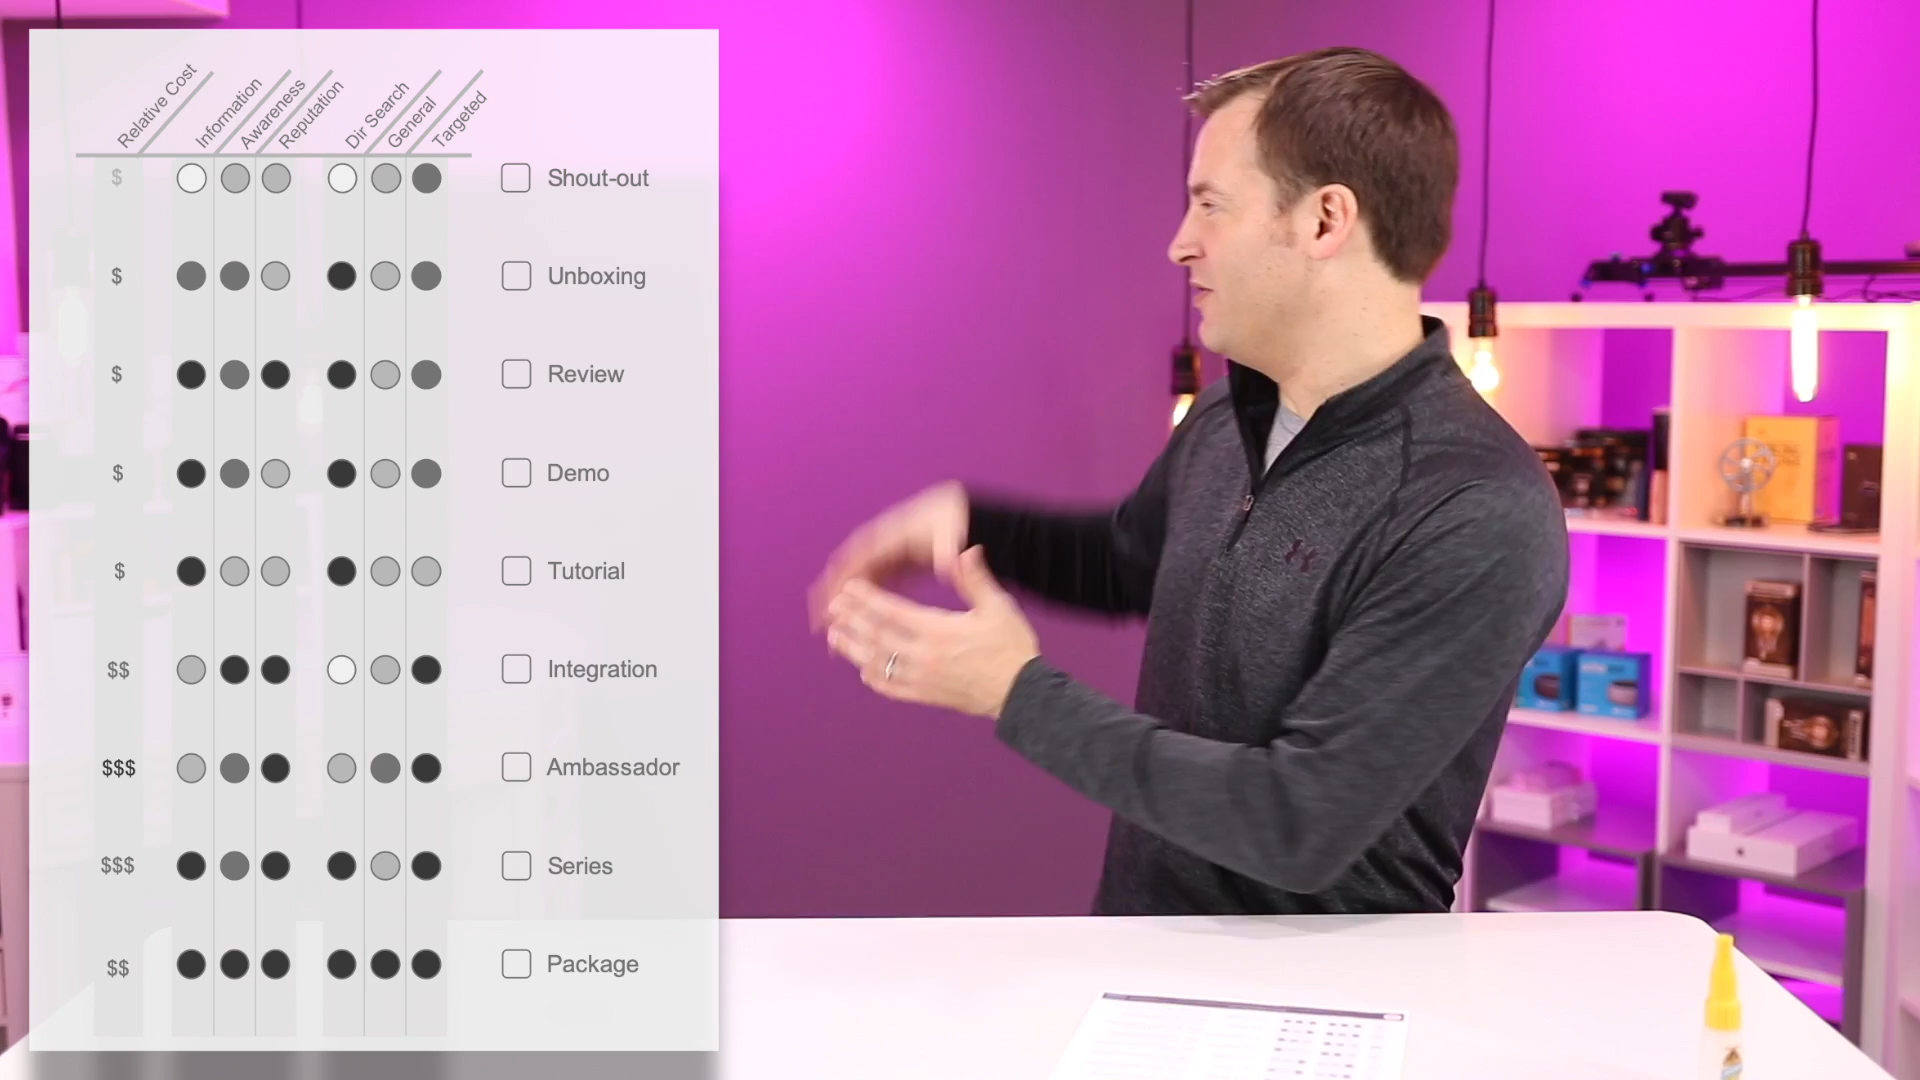 Relative Cost
Information
Awareness
Reputation
Dir Search
General
Targeted
$ Shout-out
$ Unboxing
$ Review
$ Demo
$ Tutorial
$$ Integration
$$$ Ambassador
$$$ Series
$$ Package